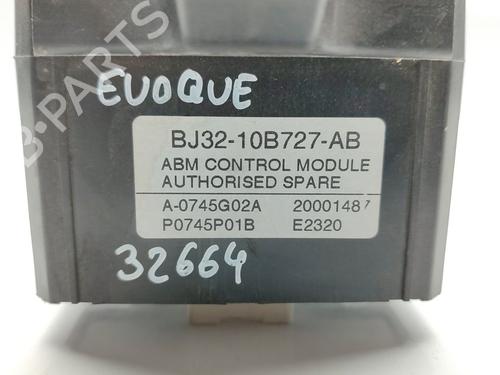 EVOQUE
BJ32-10B727-AB
ABM CONTROL MODULE
AUTHORISED SPARE
A-0745G02A 20001487
P0745P01B E2320
32664
B-PARTS